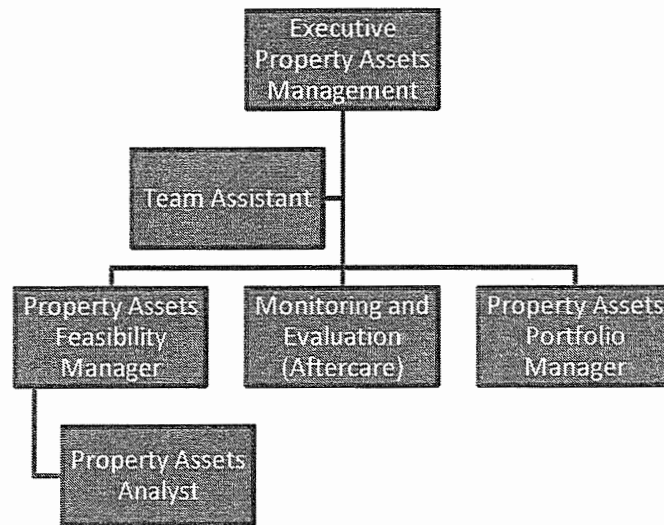 Executive
Property Assets
Management
Team Assistant
Property Assets
Feasibility
Manager
Monitoring and
Evaluation
(Aftercare)
Property Assets
Portfolio
Manager
Property Assets
Analyst